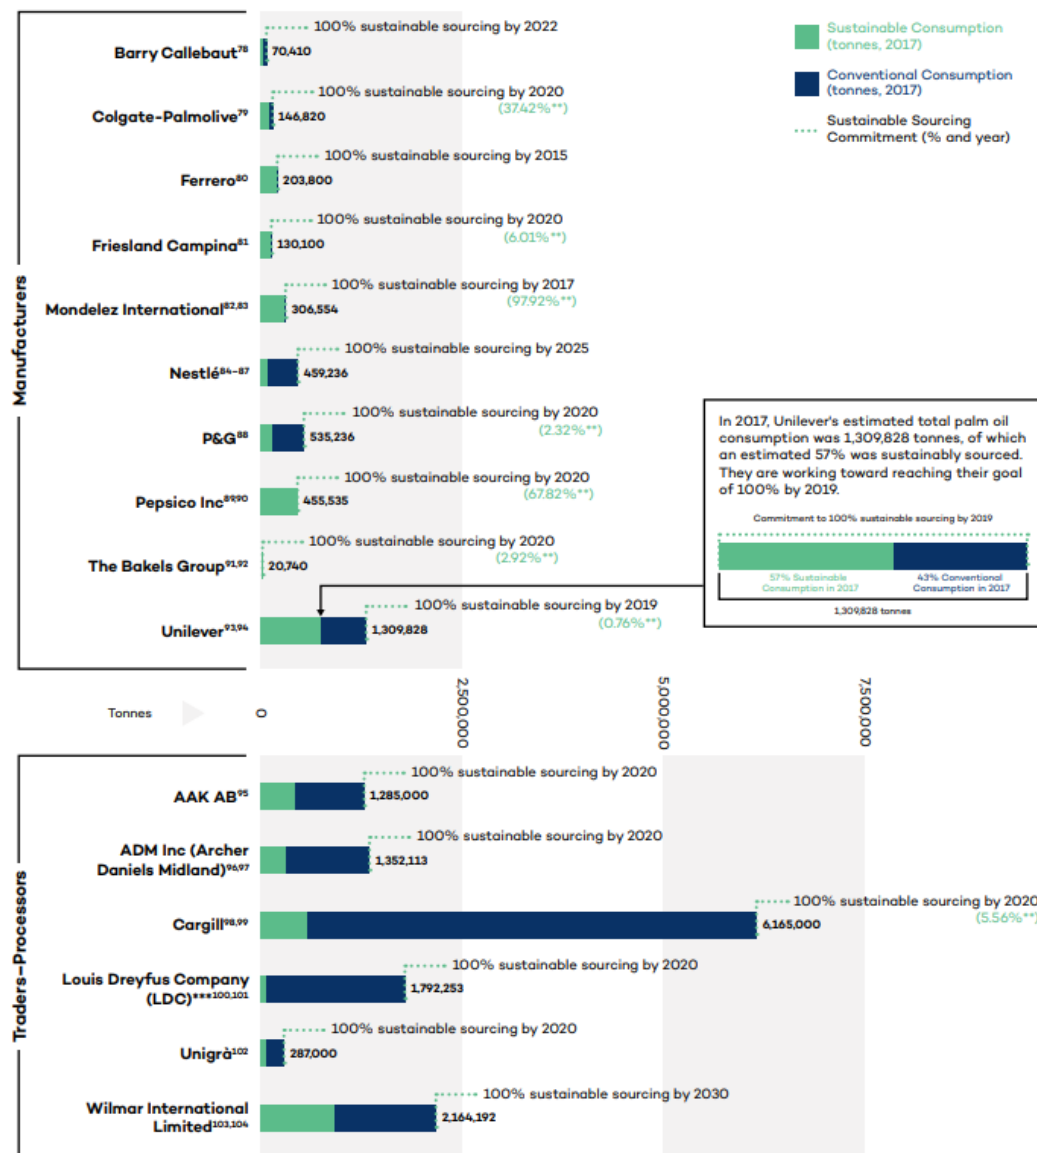 100% sustainable sourcing by 2022
Barry Callebaut⁷⁸
70,410
Sustainable Consumption
(tonnes, 2017)
Conventional Consumption
(tonnes, 2017)
Sustainable Sourcing
Commitment (% and year)
100% sustainable sourcing by 2020
(37.42%**)
Colgate-Palmolive⁷⁹
146,820
100% sustainable sourcing by 2015
Ferrero⁸⁰
203,800
100% sustainable sourcing by 2020
(6.01%**)
Friesland Campina⁸¹
130,100
100% sustainable sourcing by 2017
(97.92%**)
Mondelez International⁸²,⁸³
306,554
100% sustainable sourcing by 2025
Nestlé⁸⁴⁻⁸⁷
459,236
100% sustainable sourcing by 2020
(2.32%**)
P&G⁸⁸
535,236
100% sustainable sourcing by 2020
(67.82%**)
Pepsico Inc⁸⁹,⁹⁰
455,535
100% sustainable sourcing by 2020
(2.92%**)
The Bakels Group⁹¹,⁹²
20,740
100% sustainable sourcing by 2019
(0.76%**)
Unilever⁹³,⁹⁴
1,309,828
Manufacturers
In 2017, Unilever's estimated total palm oil
consumption was 1,309,828 tonnes, of which
an estimated 57% was sustainably sourced.
They are working toward reaching their goal
of 100% by 2019.
Commitment to 100% sustainable sourcing by 2019
57% Sustainable
Consumption in 2017
43% Conventional
Consumption in 2017
1,309,828 tonnes
Tonnes
0
2,500,000
5,000,000
7,500,000
Traders–Processors
100% sustainable sourcing by 2020
AAK AB⁹⁵
1,285,000
100% sustainable sourcing by 2020
ADM Inc (Archer
Daniels Midland)⁹⁶,⁹⁷
1,352,113
100% sustainable sourcing by 2020
(5.56%**)
Cargill⁹⁸,⁹⁹
6,165,000
100% sustainable sourcing by 2020
Louis Dreyfus Company
(LDC)***¹⁰⁰,¹⁰¹
1,792,253
100% sustainable sourcing by 2020
Unigrà¹⁰²
287,000
100% sustainable sourcing by 2030
Wilmar International
Limited¹⁰³,¹⁰⁴
2,164,192